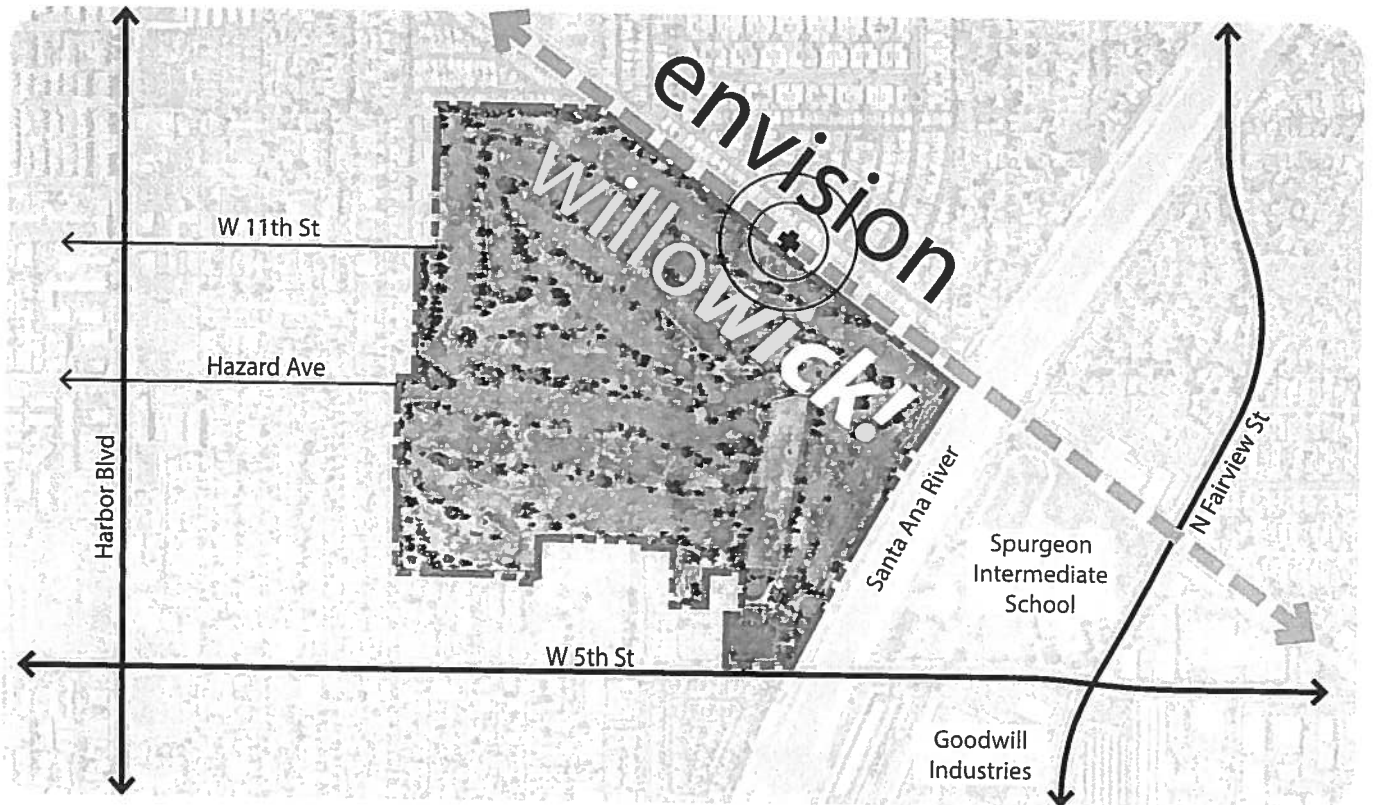 envision
willowick!
W 11th St
Hazard Ave
Harbor Blvd
Santa Ana River
N Fairview St
Spurgeon
Intermediate
School
W 5th St
Goodwill
Industries